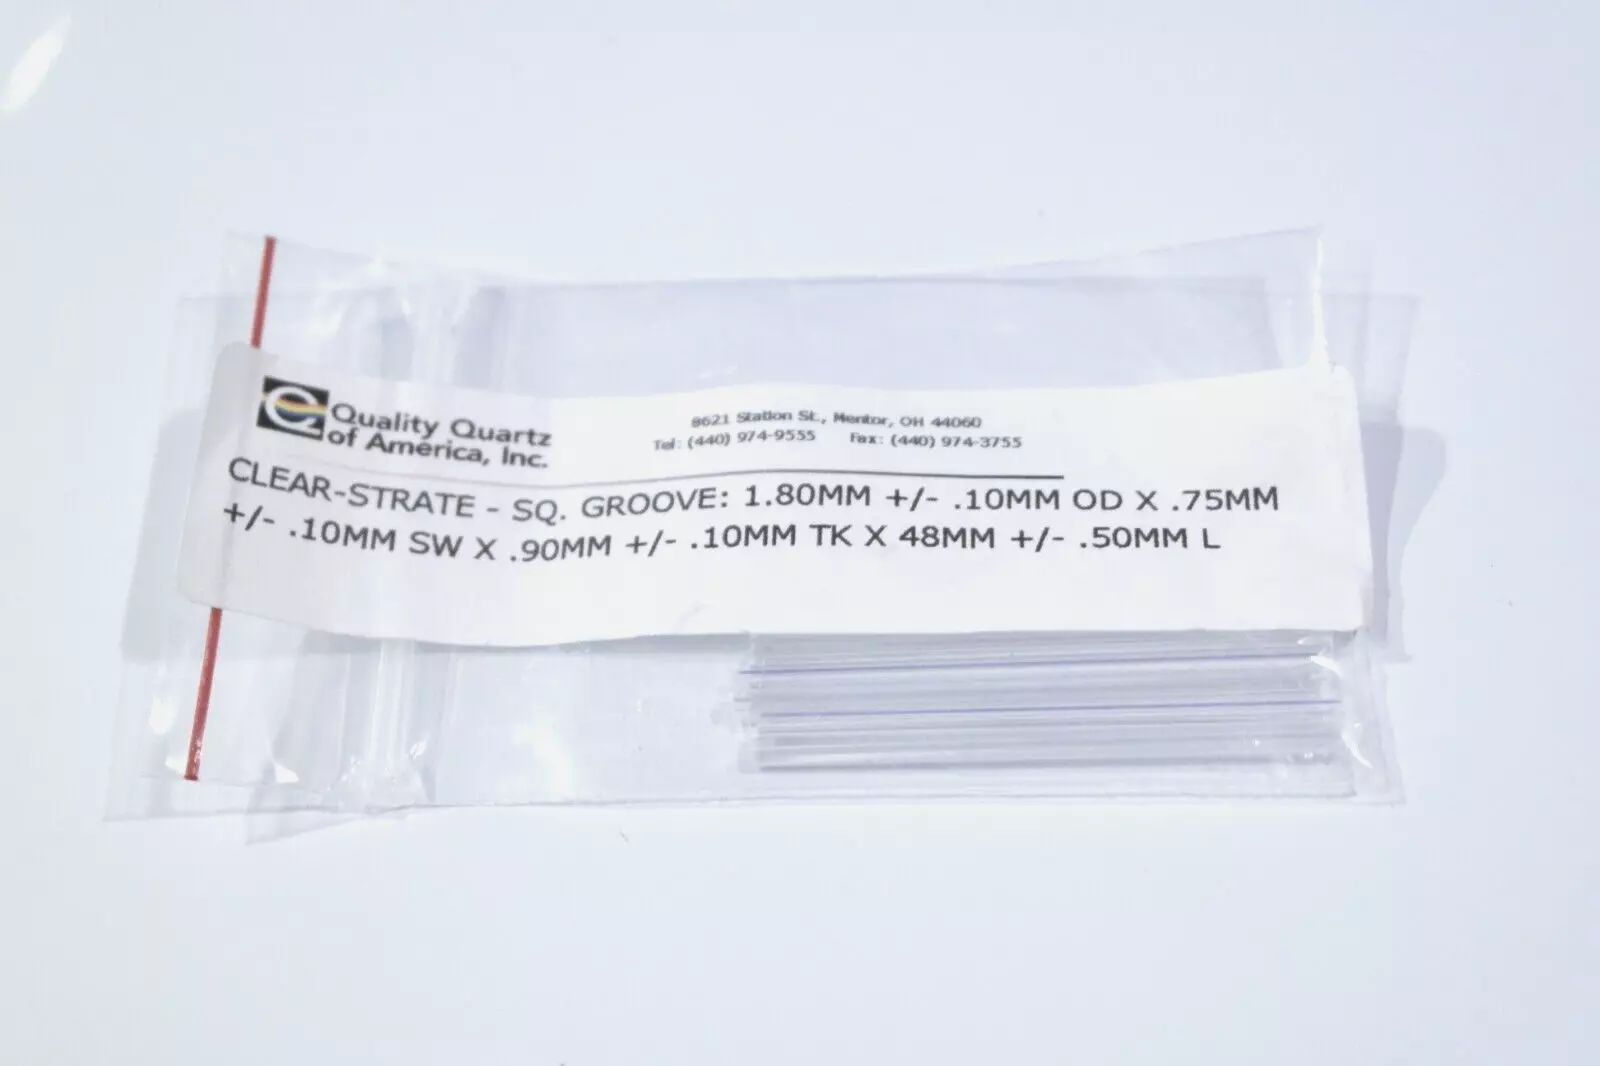 Quality Quartz
of America, Inc.
8621 Station St., Mentor, OH 44060
Tel: (440) 974-9555 Fax: (440) 974-3755
CLEAR-STRATE - SQ. GROOVE: 1.80MM +/- .10MM OD X .75MM
+/- .10MM SW X .90MM +/- .10MM TK X 48MM +/- .50MM L